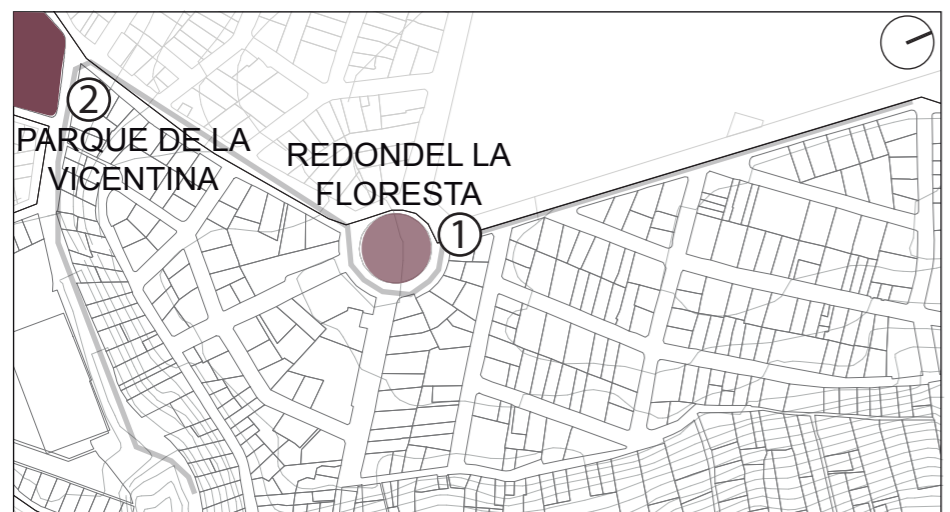 2
PARQUE DE LA
VICENTINA
REDONDEL LA
FLORESTA
1